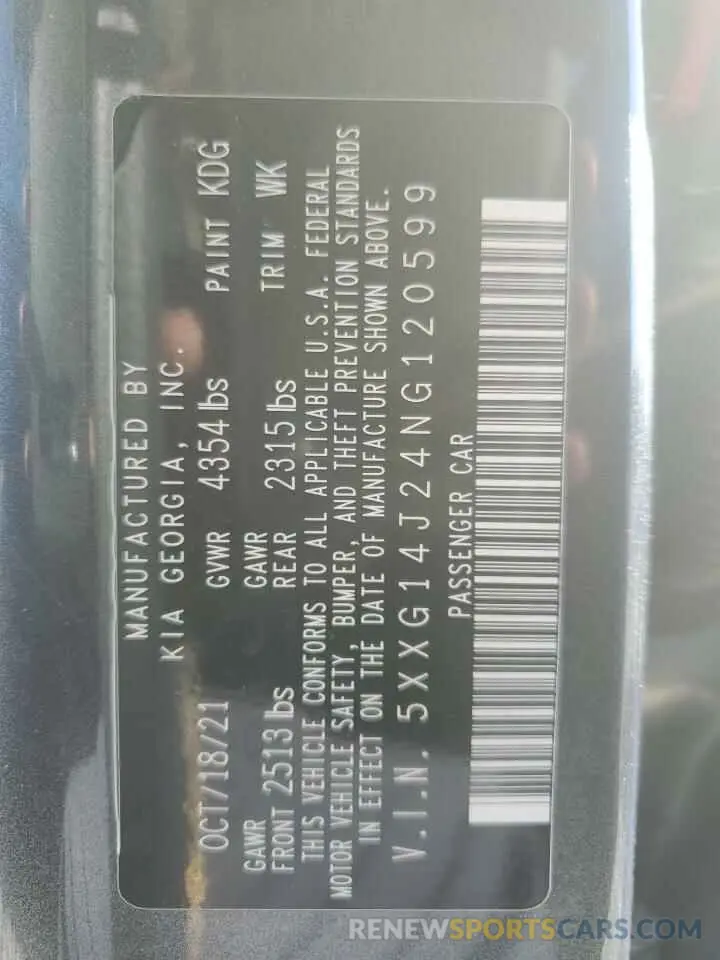 MANUFACTURED BY
KIA GEORGIA, INC.
OCT/18/21 GVWR 4354 lbs PAINT KDG
GAWR GAWR
FRONT 2513 lbs REAR 2315 lbs TRIM WK
THIS VEHICLE CONFORMS TO ALL APPLICABLE U.S.A. FEDERAL
MOTOR VEHICLE SAFETY, BUMPER, AND THEFT PREVENTION STANDARDS
IN EFFECT ON THE DATE OF MANUFACTURE SHOWN ABOVE.
V.I.N. 5XXG14J24NG120599
PASSENGER CAR
RENEWSPORTSCARS.COM